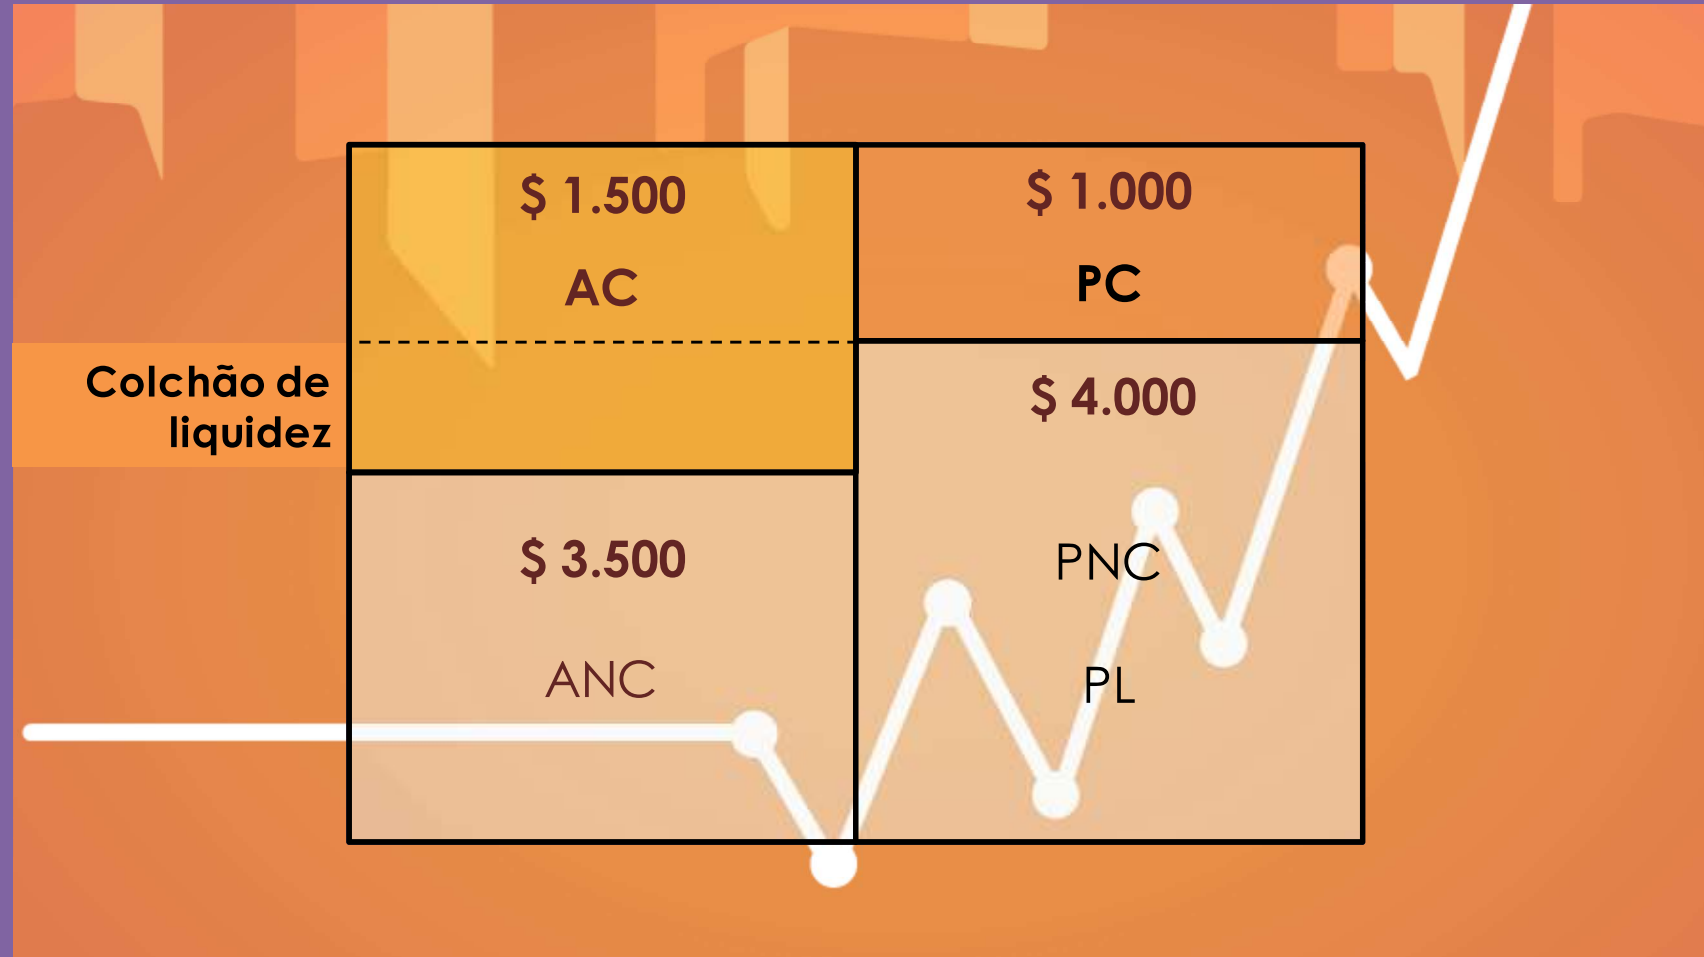 $ 1.500
AC
$ 1.000
PC
Colchão de
liquidez
$ 4.000
$ 3.500
ANC
PNC
PL